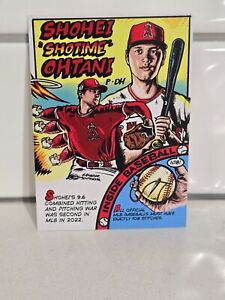 SHOHEI
"SHOTIME"
OHTANI
P • DH
INSIDE BASEBALL
SHOHEI'S 9.6
COMBINED HITTING
AND PITCHING WAR
WAS SECOND IN
MLB IN 2022.
ALL OFFICIAL
MLB BASEBALLS MUST HAVE
EXACTLY 108 STITCHES.